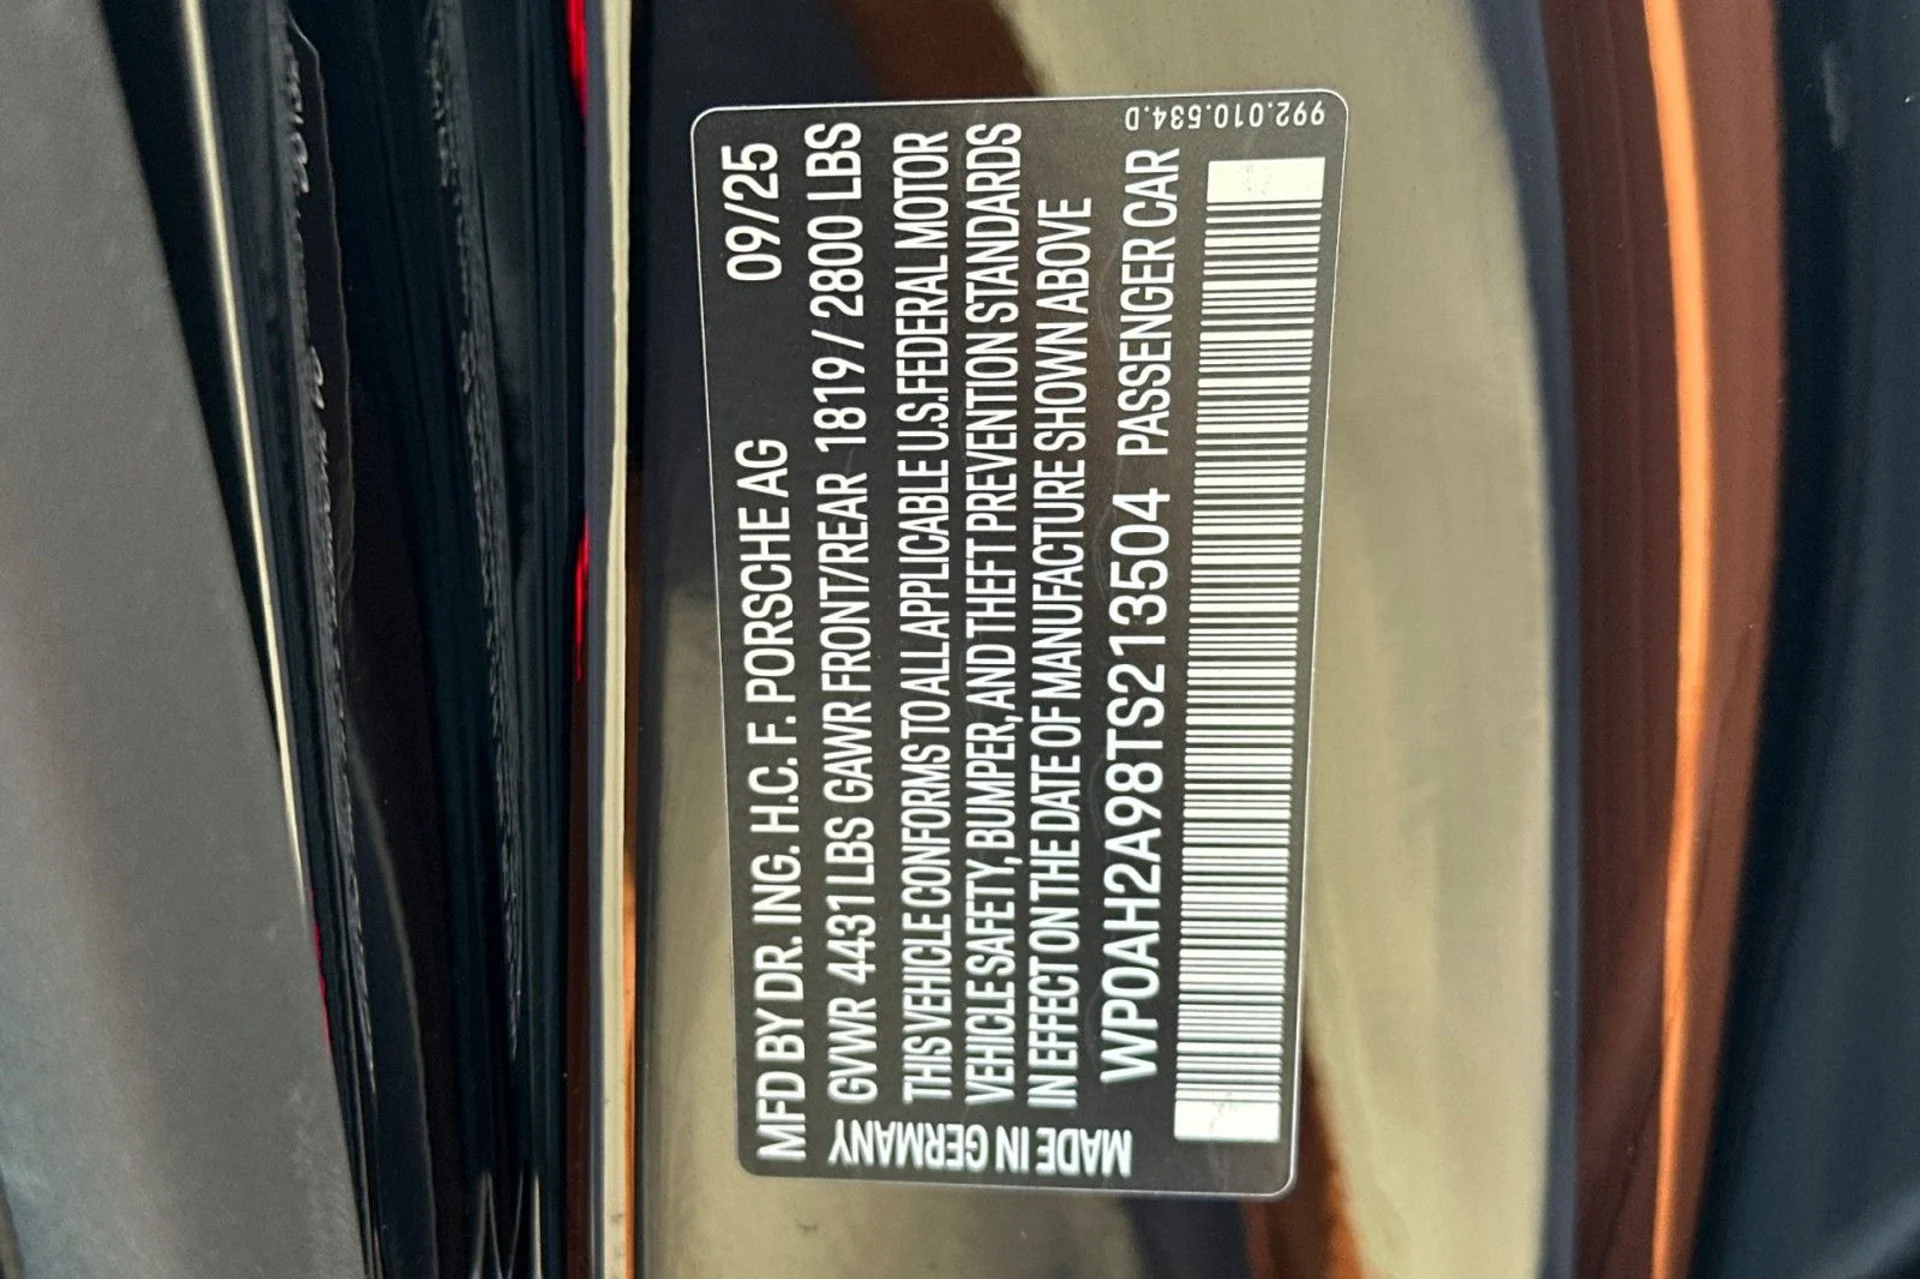 MFD BY DR. ING. H.C. F. PORSCHE AG 09/25
GVWR 4431 LBS GAWR FRONT/REAR 1819 / 2800 LBS
THIS VEHICLE CONFORMS TO ALL APPLICABLE U.S. FEDERAL MOTOR
VEHICLE SAFETY, BUMPER, AND THEFT PREVENTION STANDARDS
IN EFFECT ON THE DATE OF MANUFACTURE SHOWN ABOVE
WP0AH2A98TS213504 PASSENGER CAR
MADE IN GERMANY
992.010.534.D